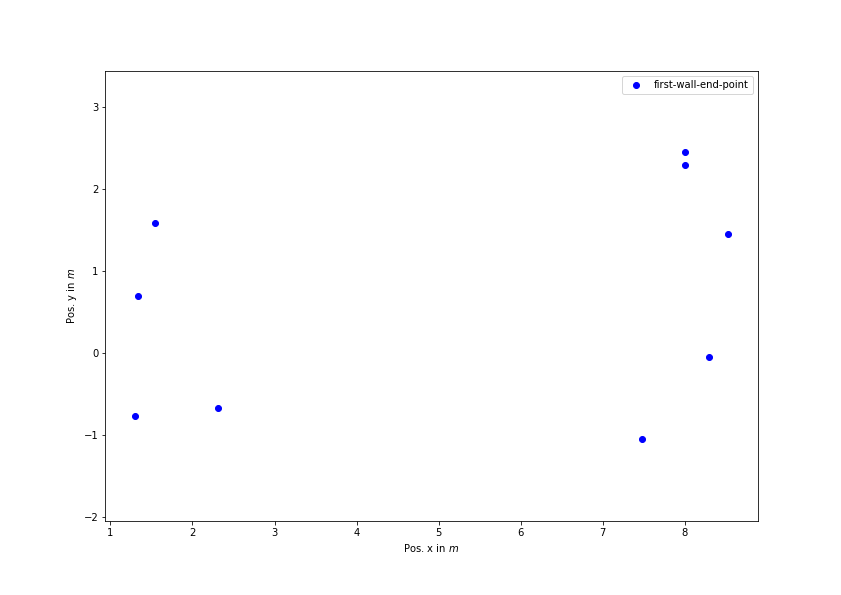 first-wall-end-point
Pos. y in m
3
2
1
0
−1
−2
1 2 3 4 5 6 7 8
Pos. x in m